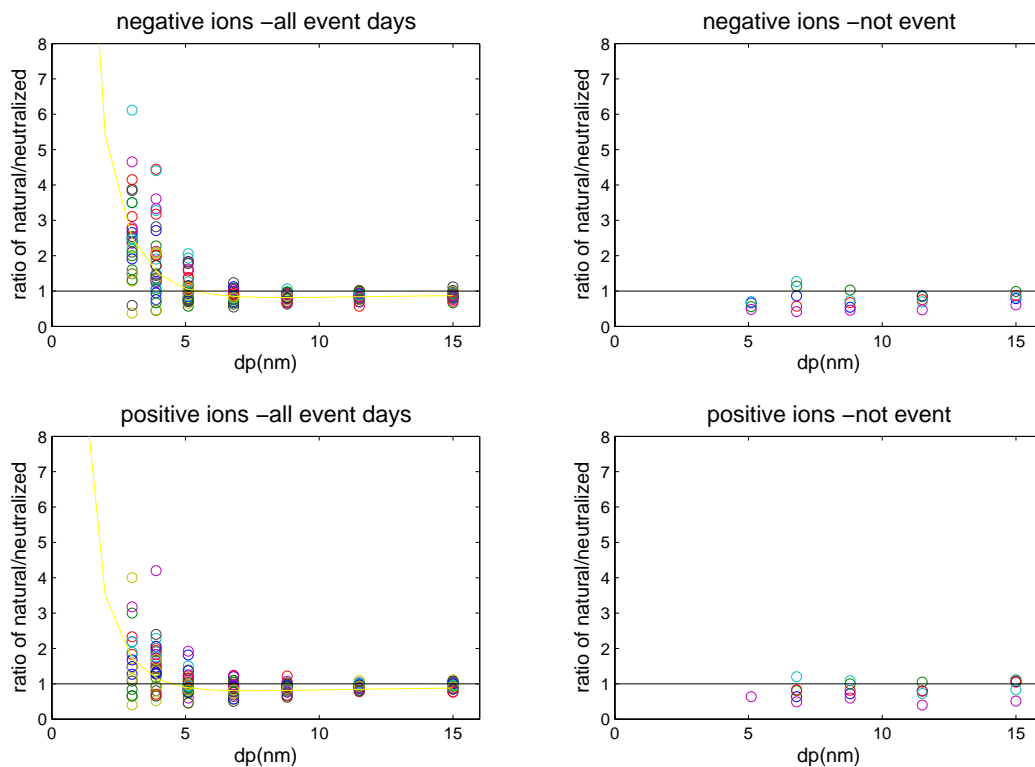 negative ions –all event days
8
7
6
5
4
3
2
1
0
0 5 10 15
ratio of natural/neutralized
dp(nm)
negative ions –not event
8
7
6
5
4
3
2
1
0
0 5 10 15
ratio of natural/neutralized
dp(nm)
positive ions –all event days
8
7
6
5
4
3
2
1
0
0 5 10 15
ratio of natural/neutralized
dp(nm)
positive ions –not event
8
7
6
5
4
3
2
1
0
0 5 10 15
ratio of natural/neutralized
dp(nm)